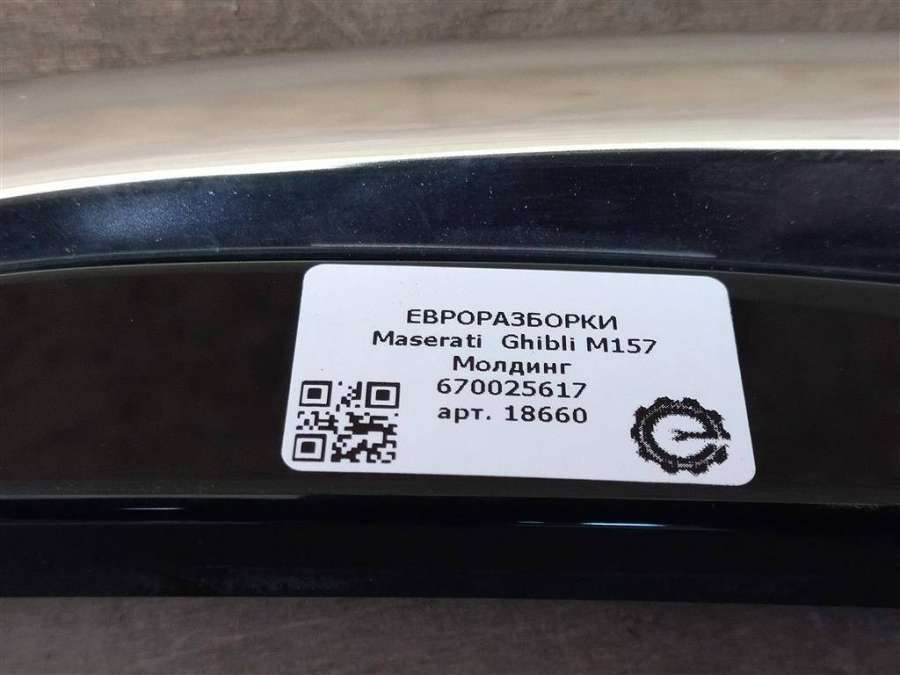 ЕВРОРАЗБОРКИ
Maserati Ghibli M157
Молдинг
670025617
арт. 18660